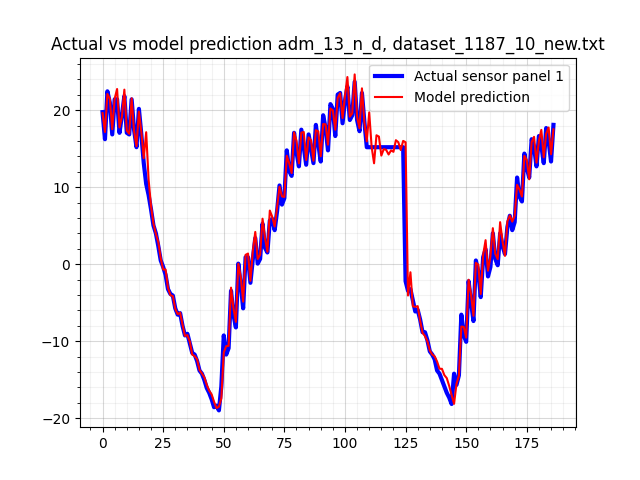 Actual vs model prediction adm_13_n_d, dataset_1187_10_new.txt
Actual sensor panel 1
Model prediction
20
10
0
−10
−20
0 25 50 75 100 125 150 175